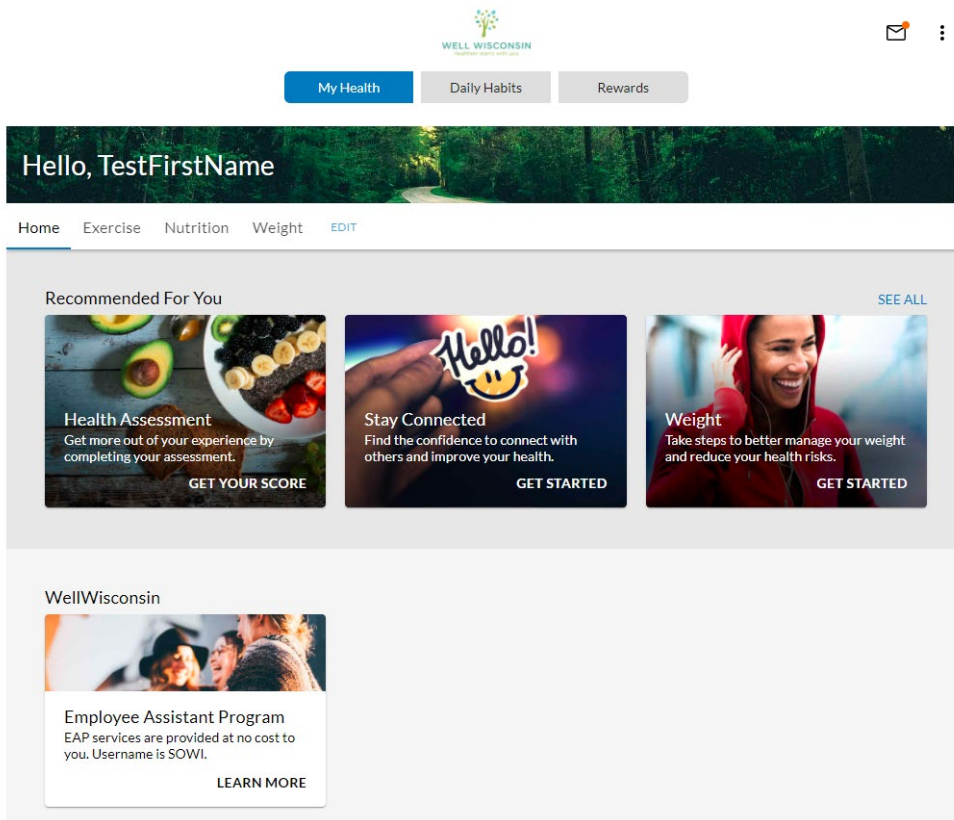 WELL WISCONSIN
healthier starts with you
My Health
Daily Habits
Rewards
Hello, TestFirstName
Home
Exercise
Nutrition
Weight
EDIT
Recommended For You
SEE ALL
Hello!
Health Assessment
Get more out of your experience by
completing your assessment.
GET YOUR SCORE
Stay Connected
Find the confidence to connect with
others and improve your health.
GET STARTED
Weight
Take steps to better manage your weight
and reduce your health risks.
GET STARTED
WellWisconsin
Employee Assistant Program
EAP services are provided at no cost to
you. Username is SOWI.
LEARN MORE